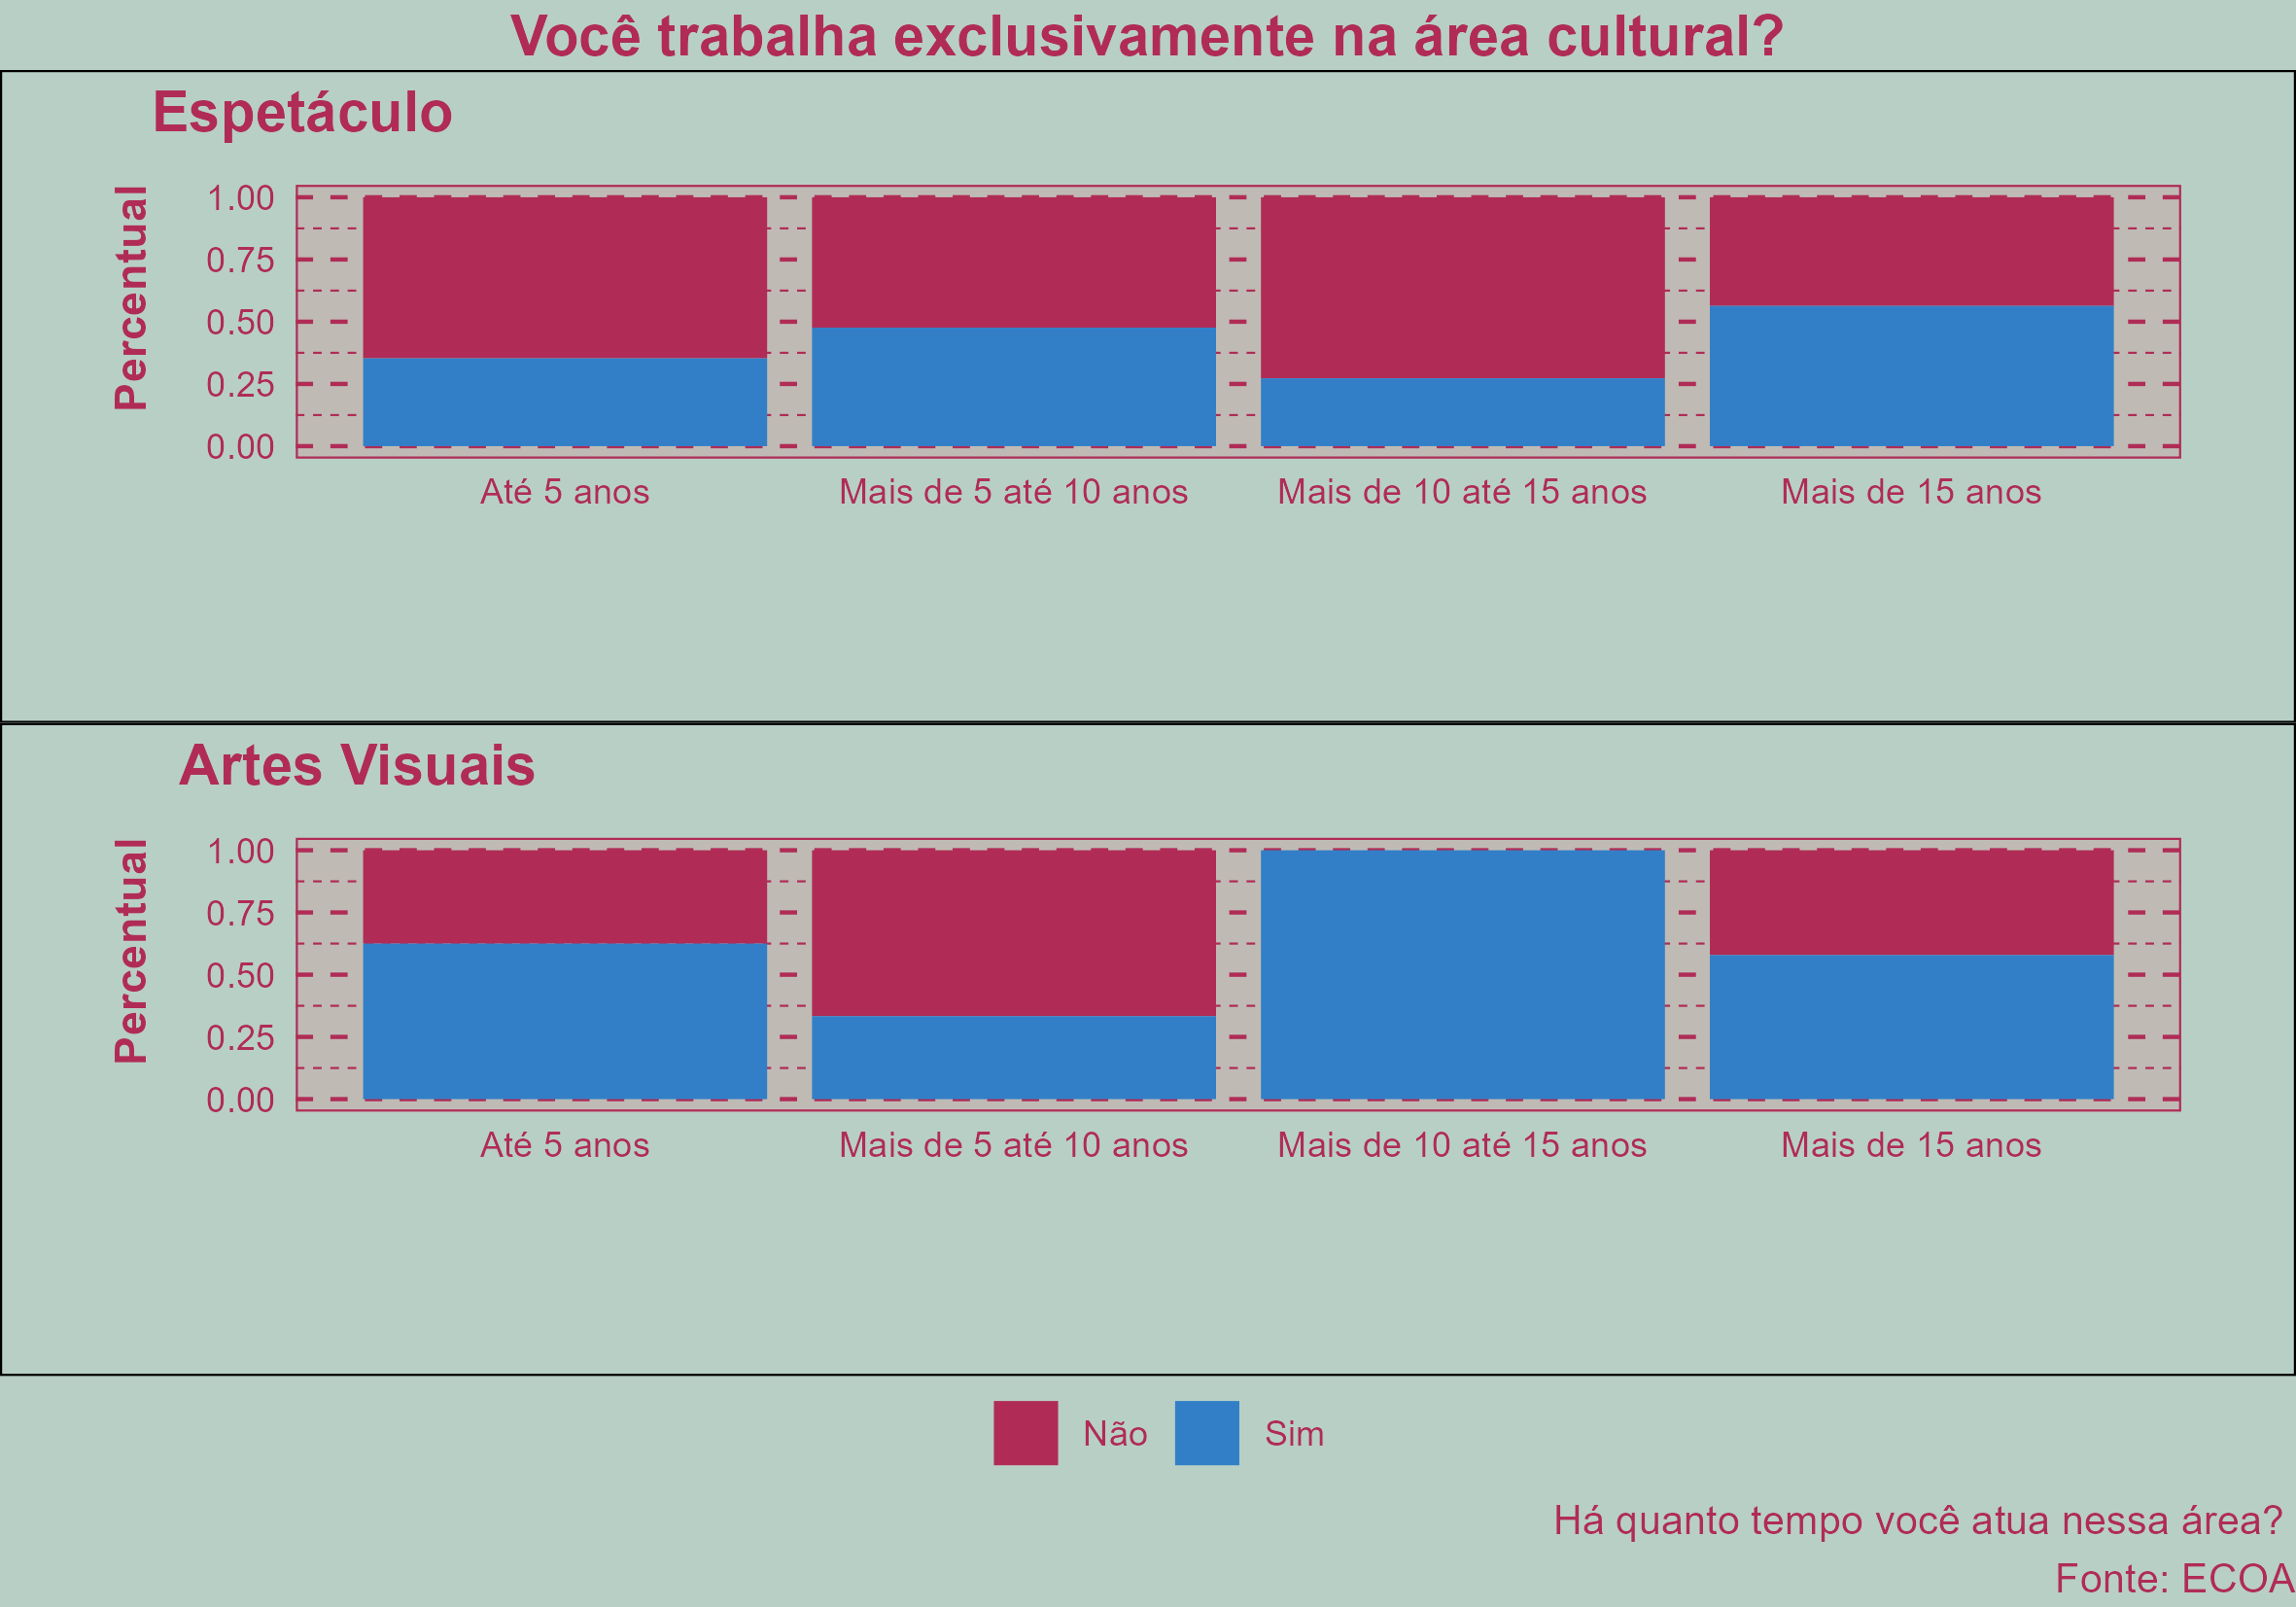 Você trabalha exclusivamente na área cultural?
Espetáculo
Percentual
1.00
0.75
0.50
0.25
0.00
Até 5 anos Mais de 5 até 10 anos Mais de 10 até 15 anos Mais de 15 anos
Artes Visuais
Percentual
1.00
0.75
0.50
0.25
0.00
Até 5 anos Mais de 5 até 10 anos Mais de 10 até 15 anos Mais de 15 anos
Não Sim
Há quanto tempo você atua nessa área?
Fonte: ECOA